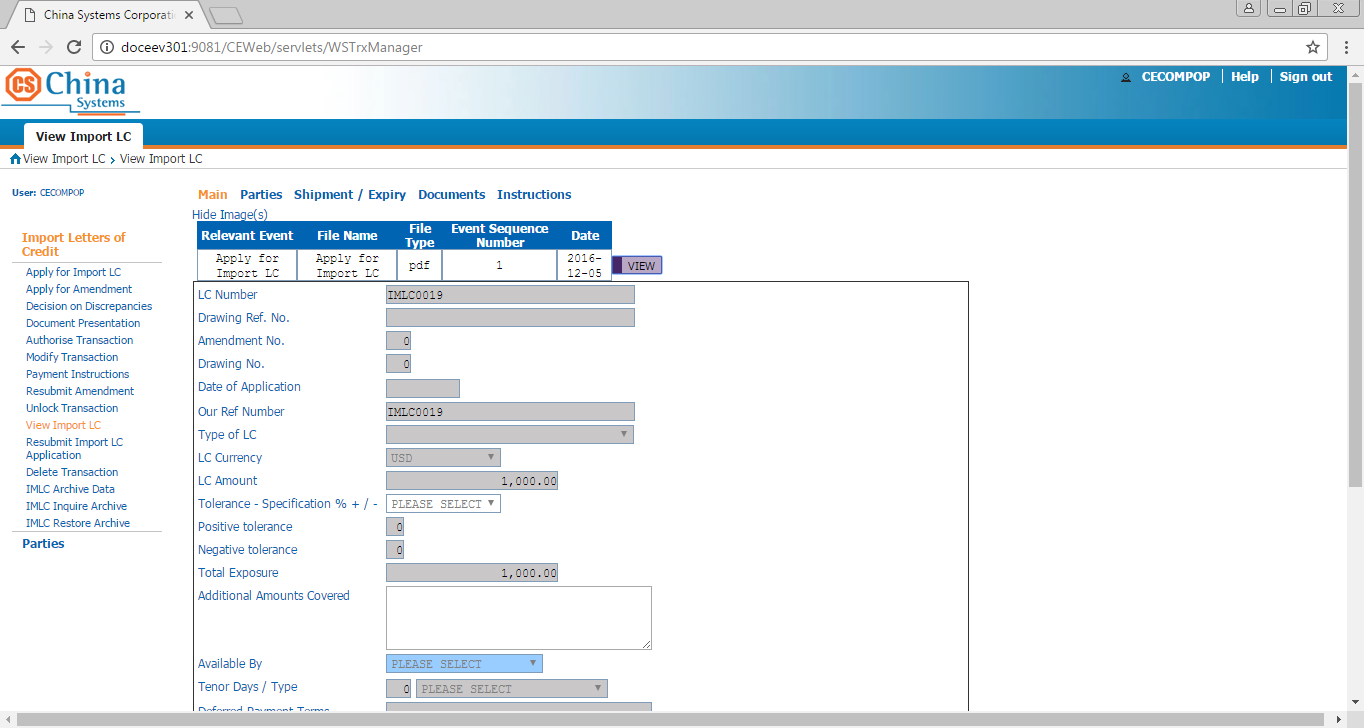 China Systems Corporati
doceev301:9081/CEWeb/servlets/WSTrxManager
CS China
Systems
CECOMPOP Help Sign out
View Import LC
View Import LC > View Import LC
User: CECOMPOP
Import Letters of
Credit
Apply for Import LC
Apply for Amendment
Decision on Discrepancies
Document Presentation
Authorise Transaction
Modify Transaction
Payment Instructions
Resubmit Amendment
Unlock Transaction
View Import LC
Resubmit Import LC
Application
Delete Transaction
IMLC Archive Data
IMLC Inquire Archive
IMLC Restore Archive
Parties
Main Parties Shipment / Expiry Documents Instructions
Hide Image(s)
Relevant Event File Name File Type Event Sequence Number Date
Apply for Import LC Apply for Import LC pdf 1 2016-12-05 VIEW
LC Number IMLC0019
Drawing Ref. No.
Amendment No. 0
Drawing No. 0
Date of Application
Our Ref Number IMLC0019
Type of LC
LC Currency USD
LC Amount 1,000.00
Tolerance - Specification % + / - PLEASE SELECT
Positive tolerance 0
Negative tolerance 0
Total Exposure 1,000.00
Additional Amounts Covered
Available By PLEASE SELECT
Tenor Days / Type 0 PLEASE SELECT
Deferred Payment Terms